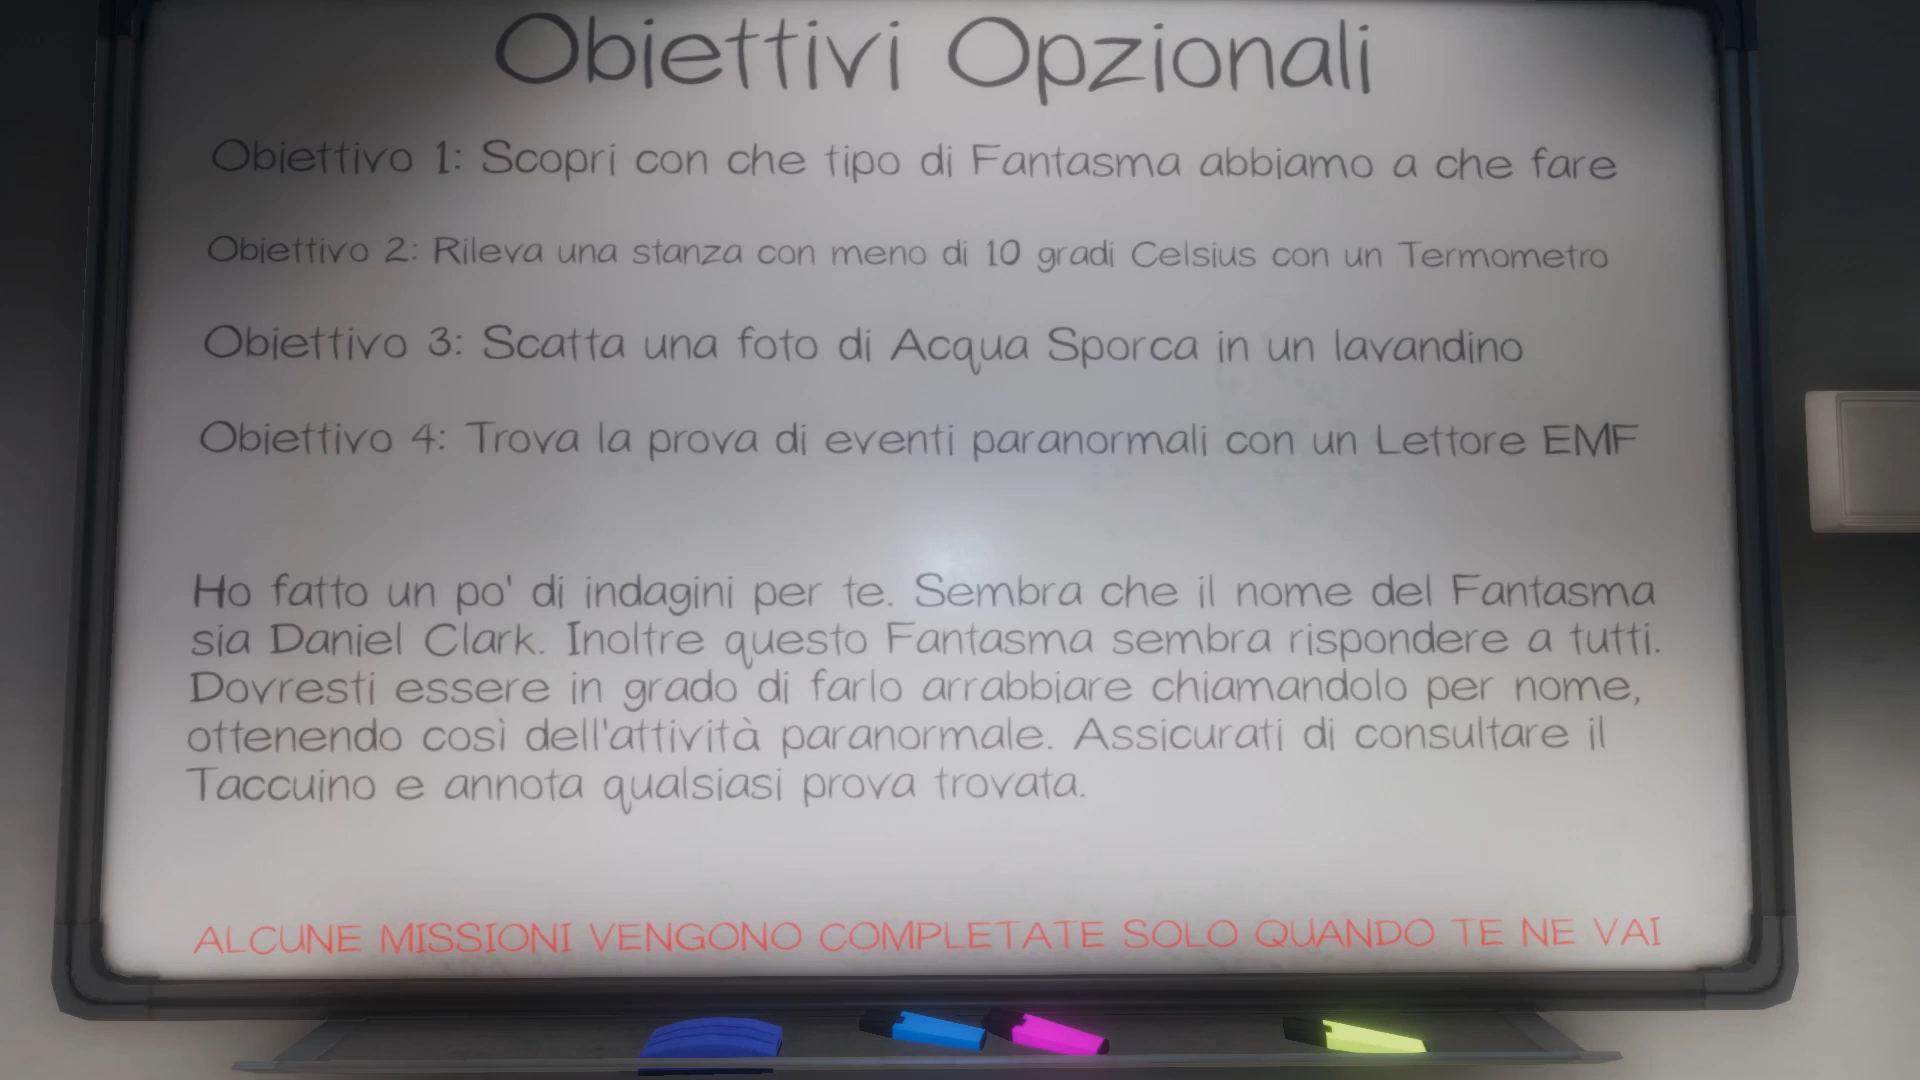 Obiettivi Opzionali
Obiettivo 1: Scopri con che tipo di Fantasma abbiamo a che fare
Obiettivo 2: Rileva una stanza con meno di 10 gradi Celsius con un Termometro
Obiettivo 3: Scatta una foto di Acqua Sporca in un lavandino
Obiettivo 4: Trova la prova di eventi paranormali con un Lettore EMF
Ho fatto un po' di indagini per te. Sembra che il nome del Fantasma
sia Daniel Clark. Inoltre questo Fantasma sembra rispondere a tutti.
Dovresti essere in grado di farlo arrabbiare chiamandolo per nome,
ottenendo così dell'attività paranormale. Assicurati di consultare il
Taccuino e annota qualsiasi prova trovata.
ALCUNE MISSIONI VENGONO COMPLETATE SOLO QUANDO TE NE VAI